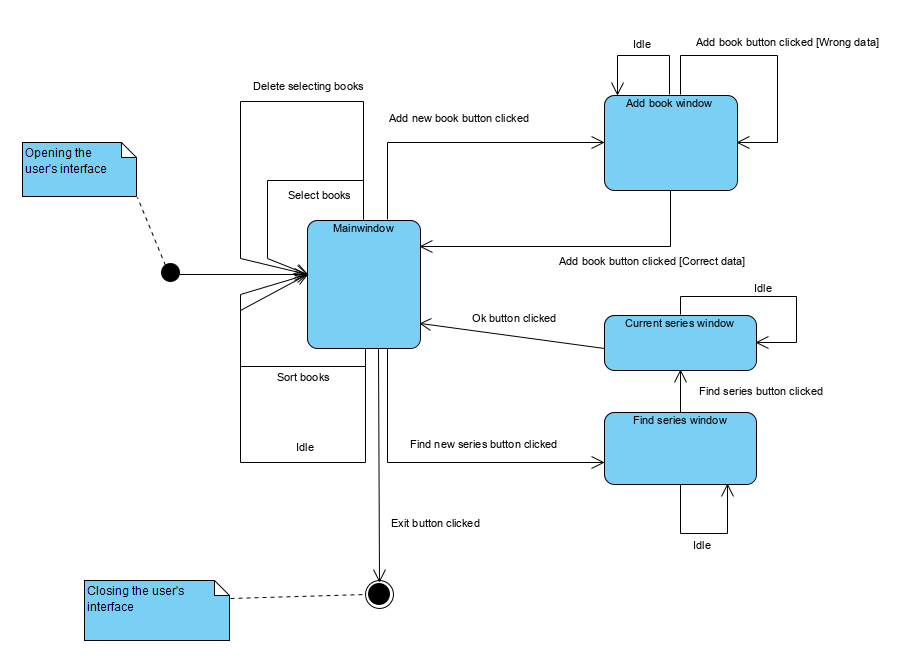 Idle
Add book button clicked [Wrong data]
Delete selecting books
Add book window
Add new book button clicked
Opening the
user's interface
Select books
Mainwindow
Add book button clicked [Correct data]
Idle
Ok button clicked
Current series window
Sort books
Find series button clicked
Find series window
Idle
Find new series button clicked
Exit button clicked
Idle
Closing the user's
interface